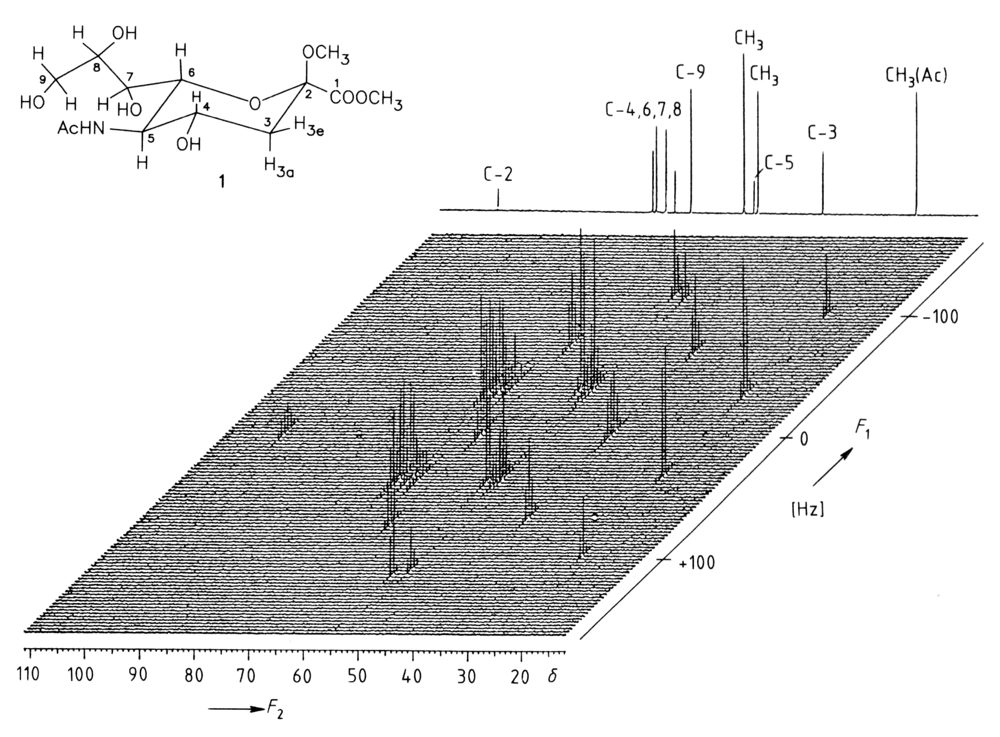 H OH
H 8 H OCH3
9 7 6 1
HO H H HO H O 2 COOCH3
4 3 H3e
AcHN 5 OH
H H3a
1
CH3
C-9 CH3 CH3(Ac)
C-4,6,7,8
C-3
C-2 C-5
-100
0
F1
[Hz]
+100
110 100 90 80 70 60 50 40 30 20 δ
F2